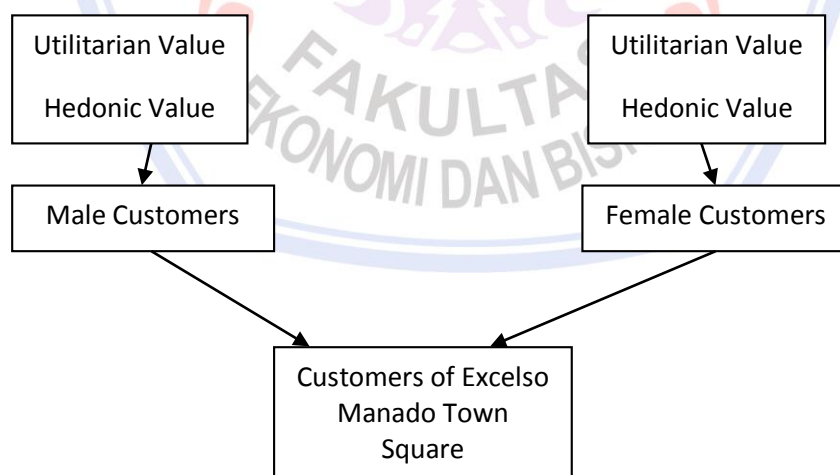 Utilitarian Value
Hedonic Value
Utilitarian Value
Hedonic Value
FAKULTAS
EKONOMI DAN BIS
Male Customers
Female Customers
Customers of Excelso
Manado Town
Square